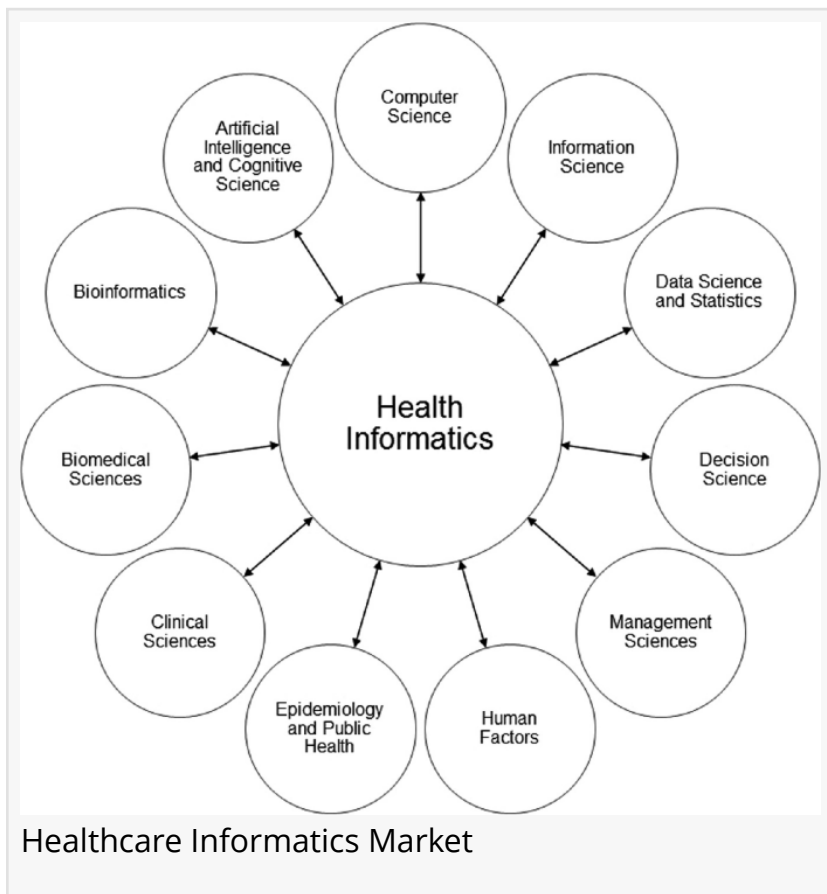 Computer
Science
Information
Science
Data Science
and Statistics
Decision
Science
Management
Sciences
Human
Factors
Epidemiology
and Public
Health
Clinical
Sciences
Biomedical
Sciences
Bioinformatics
Artificial
Intelligence
and Cognitive
Science
Health
Informatics
Healthcare Informatics Market